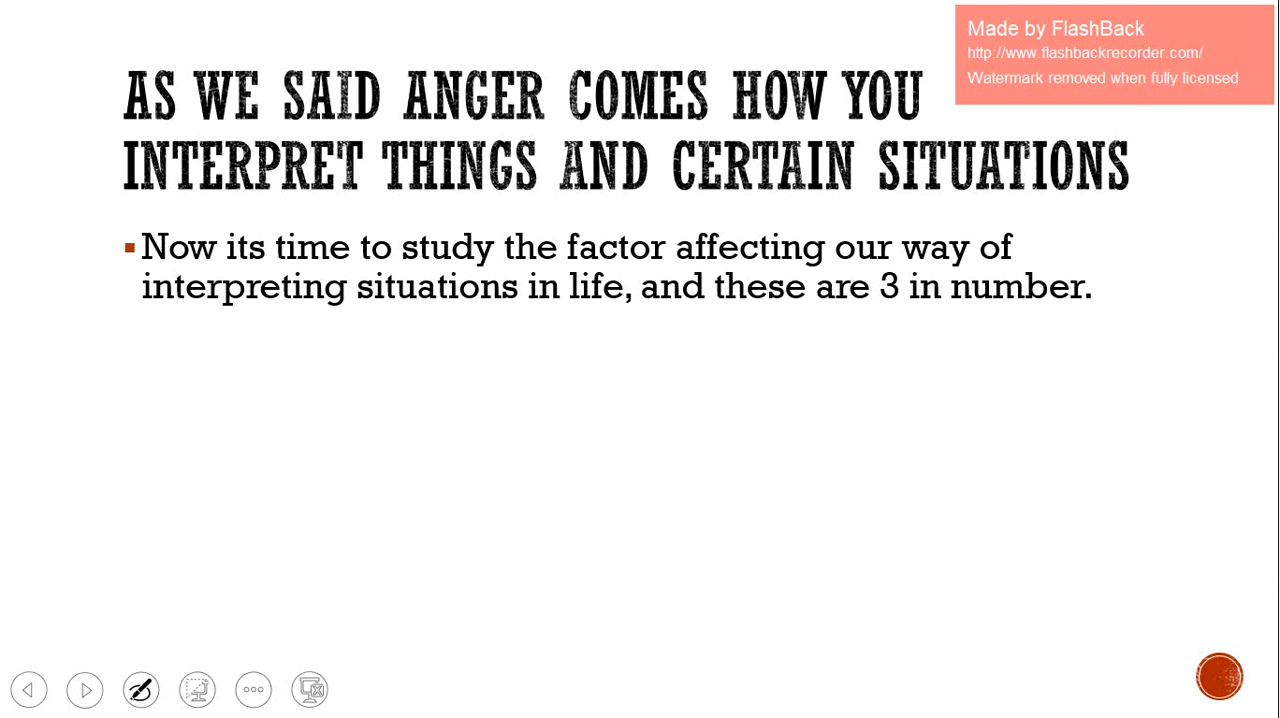 Made by FlashBack
http://www.flashbackrecorder.com/
Watermark removed when fully licensed
AS WE SAID ANGER COMES HOW YOU
INTERPRET THINGS AND CERTAIN SITUATIONS
Now its time to study the factor affecting our way of
interpreting situations in life, and these are 3 in number.